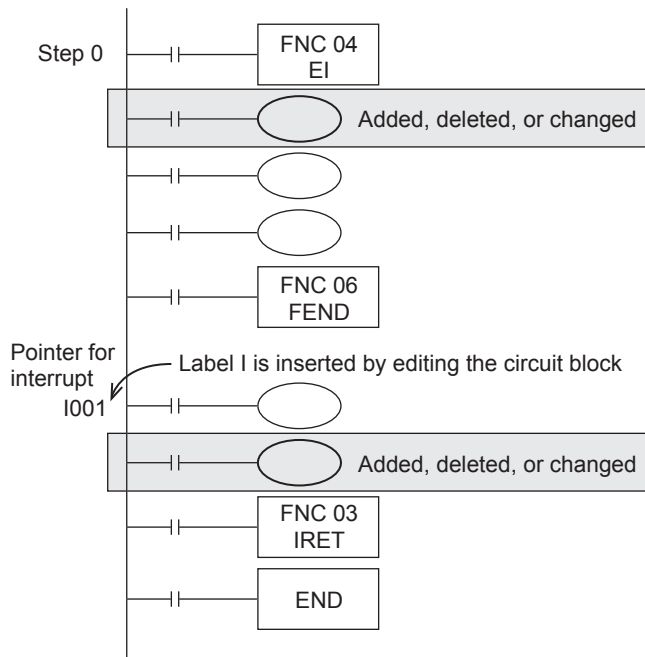 Step 0
FNC 04
EI
Added, deleted, or changed
FNC 06
FEND
Pointer for
interrupt
Label I is inserted by editing the circuit block
I001
Added, deleted, or changed
FNC 03
IRET
END